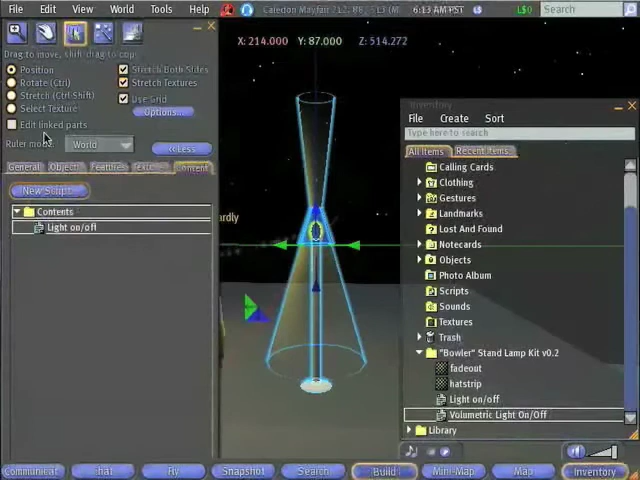 File Edit View World Tools Help Caledon Mayfair 6:13 AM PST L$0 Search
X: 214.000 Y: 87.000 Z: 514.272
Drag to move, shift-drag to copy
Position
Rotate (Ctrl)
Stretch (Ctrl Shift)
Select Texture
Edit linked parts
Stretch Both Sides
Stretch Textures
Use Grid
Options...
Ruler mode: World
<< Less
General Object Features Content
New Script...
Contents
Light on/off
ardly
Inventory
File Create Sort
Type here to search
All Items Recent Items
Calling Cards
Clothing
Gestures
Landmarks
Lost And Found
Notecards
Objects
Photo Album
Scripts
Sounds
Textures
Trash
"Bowler" Stand Lamp Kit v0.2
fadeout
hatstrip
Light on/off
Volumetric Light On/Off
Library
Communicate Chat Fly Snapshot Search Build Mini-Map Map Inventory